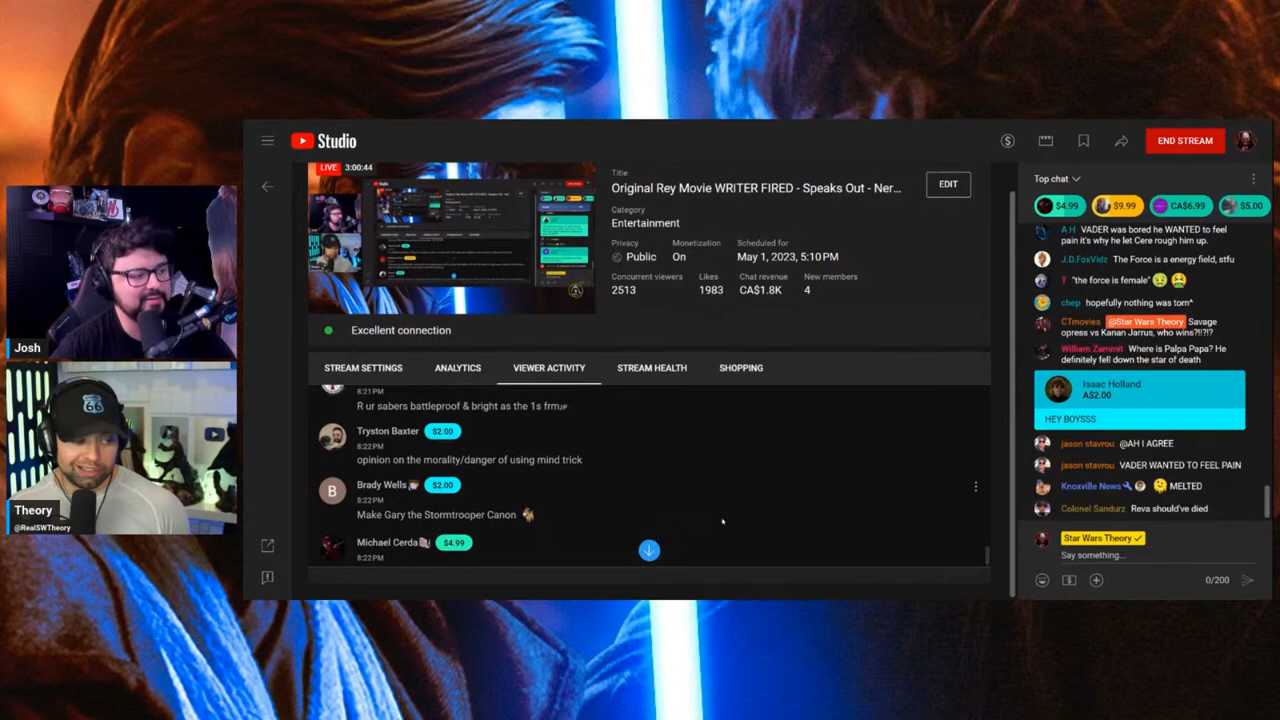 Studio
END STREAM
LIVE
3:00:44
Title
Original Rey Movie WRITER FIRED - Speaks Out - Ner...
EDIT
Category
Entertainment
Privacy
Monetization
Scheduled for
Public
On
May 1, 2023, 5:10 PM
Concurrent viewers
Likes
Chat revenue
New members
2513
1983
CA$1.8K
4
Excellent connection
STREAM SETTINGS
ANALYTICS
VIEWER ACTIVITY
STREAM HEALTH
SHOPPING
8:21 PM
R ur sabers battleproof & bright as the 1s frmJP
Tryston Baxter
$2.00
8:22 PM
opinion on the morality/danger of using mind trick
B
Brady Wells
$2.00
8:22 PM
Make Gary the Stormtrooper Canon
Michael Cerda
$4.99
8:22 PM
Top chat
$4.99
$9.99
CA$6.99
$5.00
A H VADER was bored he WANTED to feel
pain it's why he let Cere rough him up.
J.D.FoxVidz The Force is a energy field, stfu
"the force is female"
chep hopefully nothing was torn^
CTmovies @Star Wars Theory Savage
opress vs Kanan Jarrus, who wins?!!?!?
William Zammit Where is Palpa Papa? He
definitely fell down the star of death
Isaac Holland
A$2.00
HEY BOYSSS
jason stavrou @AH I AGREE
jason stavrou VADER WANTED TO FEEL PAIN
Knoxville News MELTED
Colonel Sandurz Reva should've died
Star Wars Theory
Say something...
0/200
Josh
66
Theory
@RealSWTheory